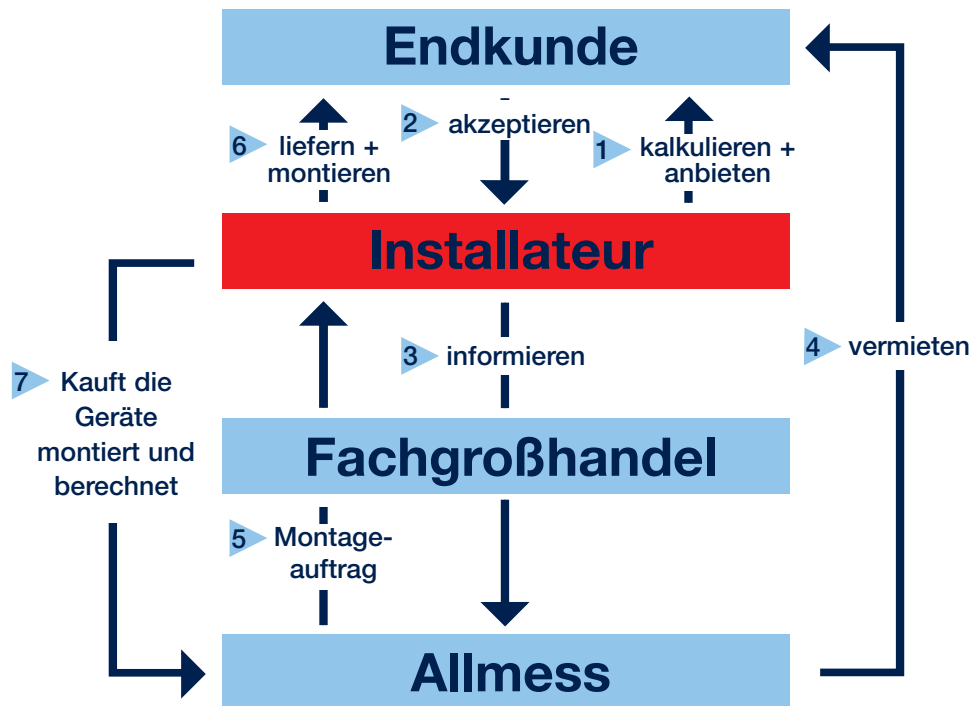 Endkunde
6 liefern +
montieren
2 akzeptieren
1 kalkulieren +
anbieten
Installateur
3 informieren
4 vermieten
7 Kauft die
Geräte
montiert und
berechnet
Fachgroßhandel
5 Montage-
auftrag
Allmess